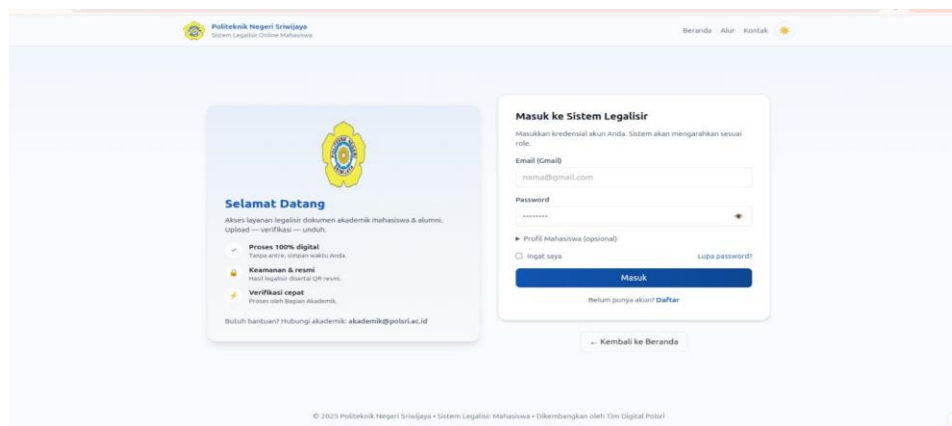 Politeknik Negeri Sriwijaya
Sistem Legalisir Online Mahasiswa
Beranda Alur Kontak
Selamat Datang
Akses layanan legalisir dokumen akademik mahasiswa & alumni.
Upload — verifikasi — unduh.
Proses 100% digital
Tanpa antre, simpan waktu Anda.
Keamanan & resmi
Hasil legalisir disertai QR resmi.
Verifikasi cepat
Proses oleh Bagian Akademik.
Butuh bantuan? Hubungi akademik: akademik@polsri.ac.id
Masuk ke Sistem Legalisir
Masukkan kredensial akun Anda. Sistem akan mengarahkan sesuai
role.
Email (Gmail)
nama@gmail.com
Password
Profil Mahasiswa (opsional)
Ingat saya
Lupa password?
Masuk
Belum punya akun? Daftar
← Kembali ke Beranda
© 2025 Politeknik Negeri Sriwijaya • Sistem Legalisir Mahasiswa • Dikembangkan oleh Tim Digital Polsri